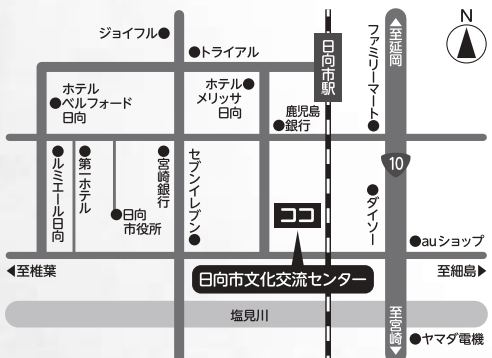 ジョイフル
トライアル
日向市駅
ファミリーマート
至延岡
N
ホテル
ベルフォード
日向
ホテル
メリッサ
日向
鹿児島
銀行
10
ルミエール日向
第一ホテル
日向
市役所
宮崎銀行
セブンイレブン
ココ
ダイソー
auショップ
至椎葉
日向市文化交流センター
至細島
塩見川
至宮崎
ヤマダ電機